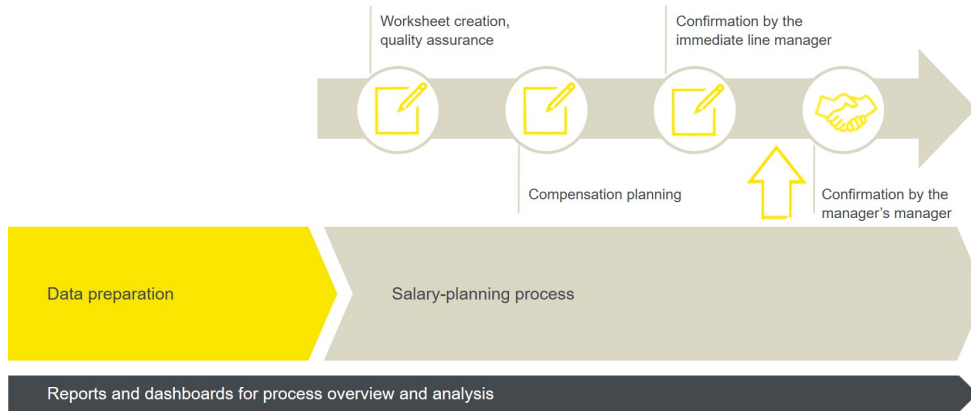 Worksheet creation,
quality assurance
Confirmation by the
immediate line manager
Compensation planning
Confirmation by the
manager’s manager
Data preparation
Salary-planning process
Reports and dashboards for process overview and analysis